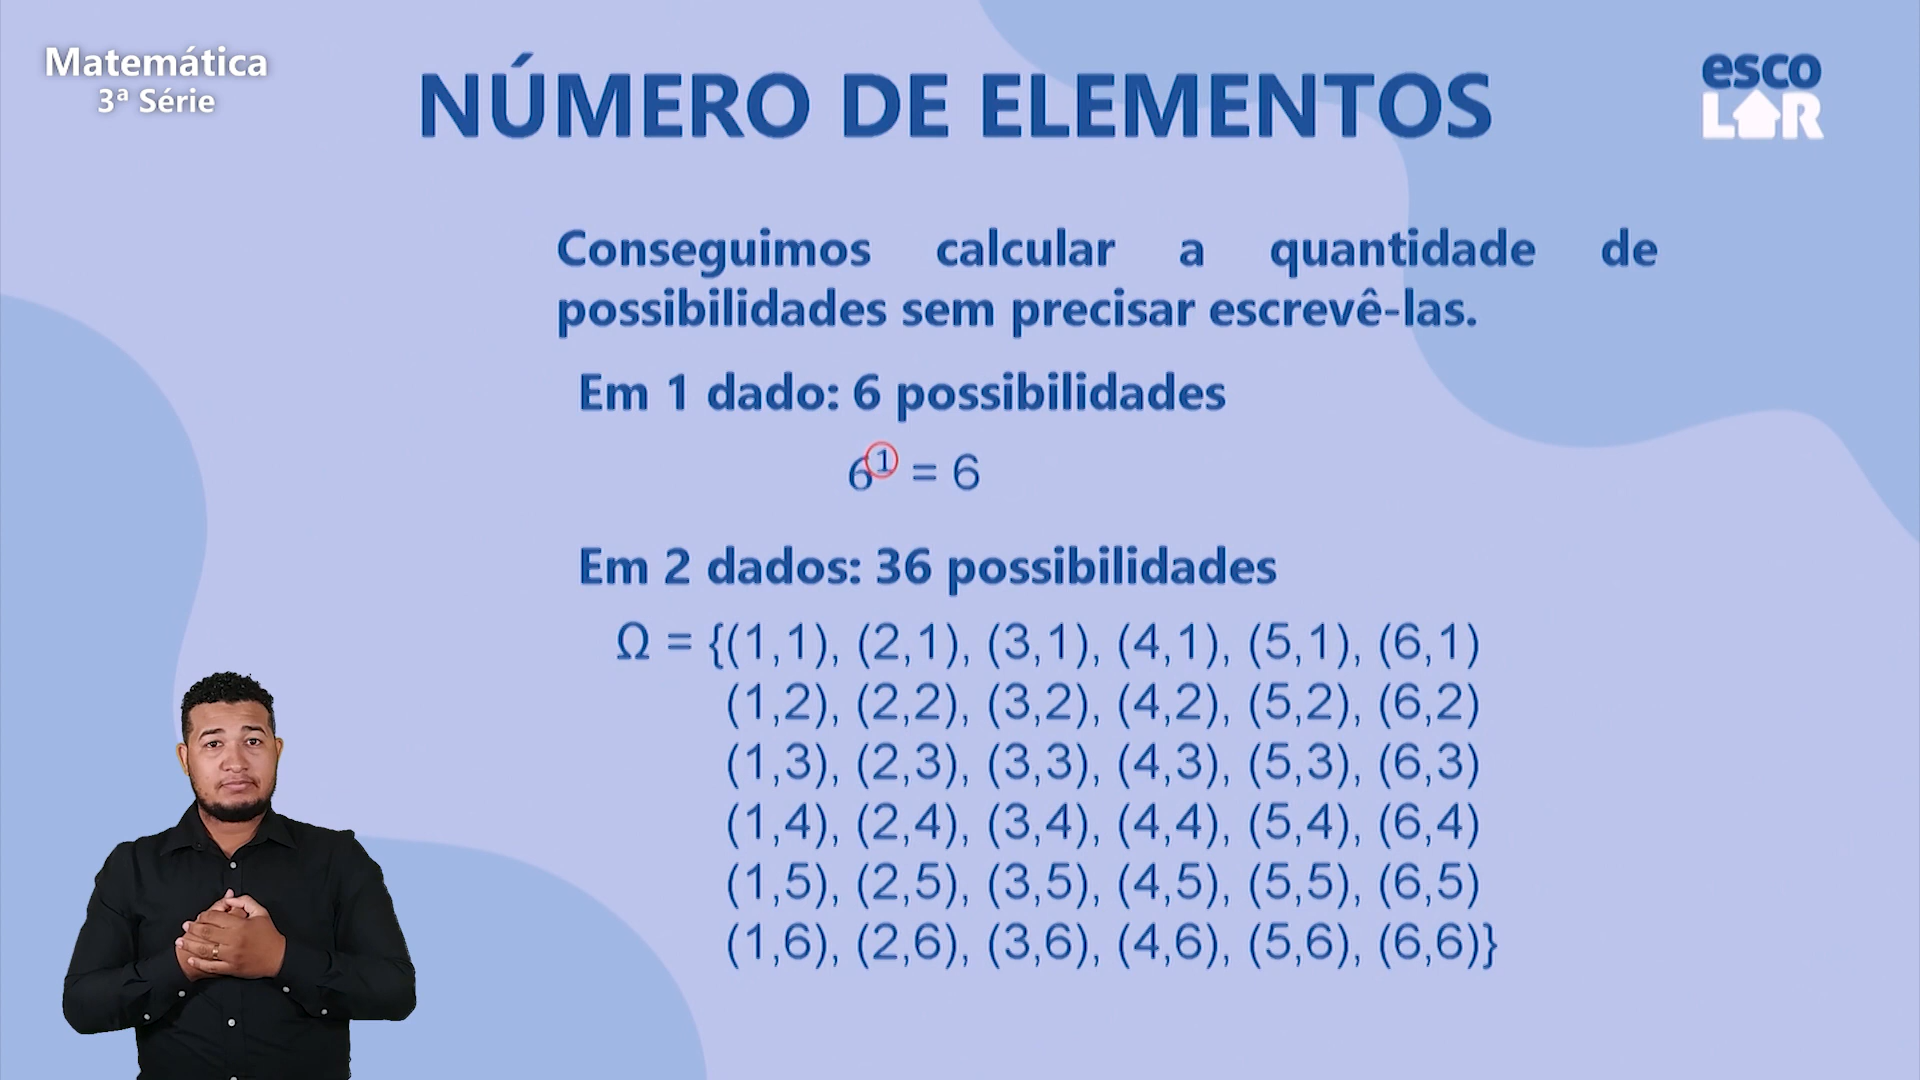 Matemática
3ª Série
NÚMERO DE ELEMENTOS
esco
LAR
Conseguimos calcular a quantidade de
possibilidades sem precisar escrevê-las.
Em 1 dado: 6 possibilidades
6¹ = 6
Em 2 dados: 36 possibilidades
Ω = {(1,1), (2,1), (3,1), (4,1), (5,1), (6,1)
(1,2), (2,2), (3,2), (4,2), (5,2), (6,2)
(1,3), (2,3), (3,3), (4,3), (5,3), (6,3)
(1,4), (2,4), (3,4), (4,4), (5,4), (6,4)
(1,5), (2,5), (3,5), (4,5), (5,5), (6,5)
(1,6), (2,6), (3,6), (4,6), (5,6), (6,6)}